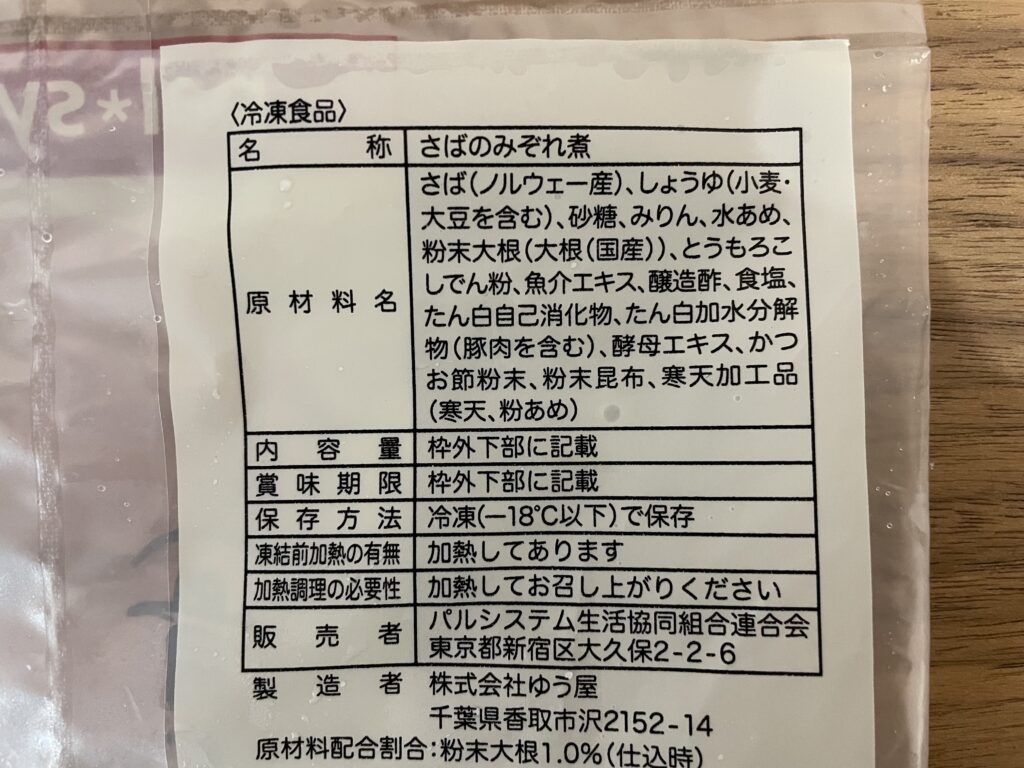 〈冷凍食品〉
名称 さばのみぞれ煮
原材料名 さば(ノルウェー産)、しょうゆ(小麦・
大豆を含む)、砂糖、みりん、水あめ、
粉末大根(大根(国産))、とうもろこ
しでん粉、魚介エキス、醸造酢、食塩、
たん白自己消化物、たん白加水分解
物(豚肉を含む)、酵母エキス、かつ
お節粉末、粉末昆布、寒天加工品
(寒天、粉あめ)
内容量 枠外下部に記載
賞味期限 枠外下部に記載
保存方法 冷凍(−18℃以下)で保存
凍結前加熱の有無 加熱してあります
加熱調理の必要性 加熱してお召し上がりください
販売者 パルシステム生活協同組合連合会
東京都新宿区大久保2-2-6
製造者 株式会社ゆう屋
千葉県香取市沢2152-14
原材料配合割合:粉末大根1.0%(仕込時)